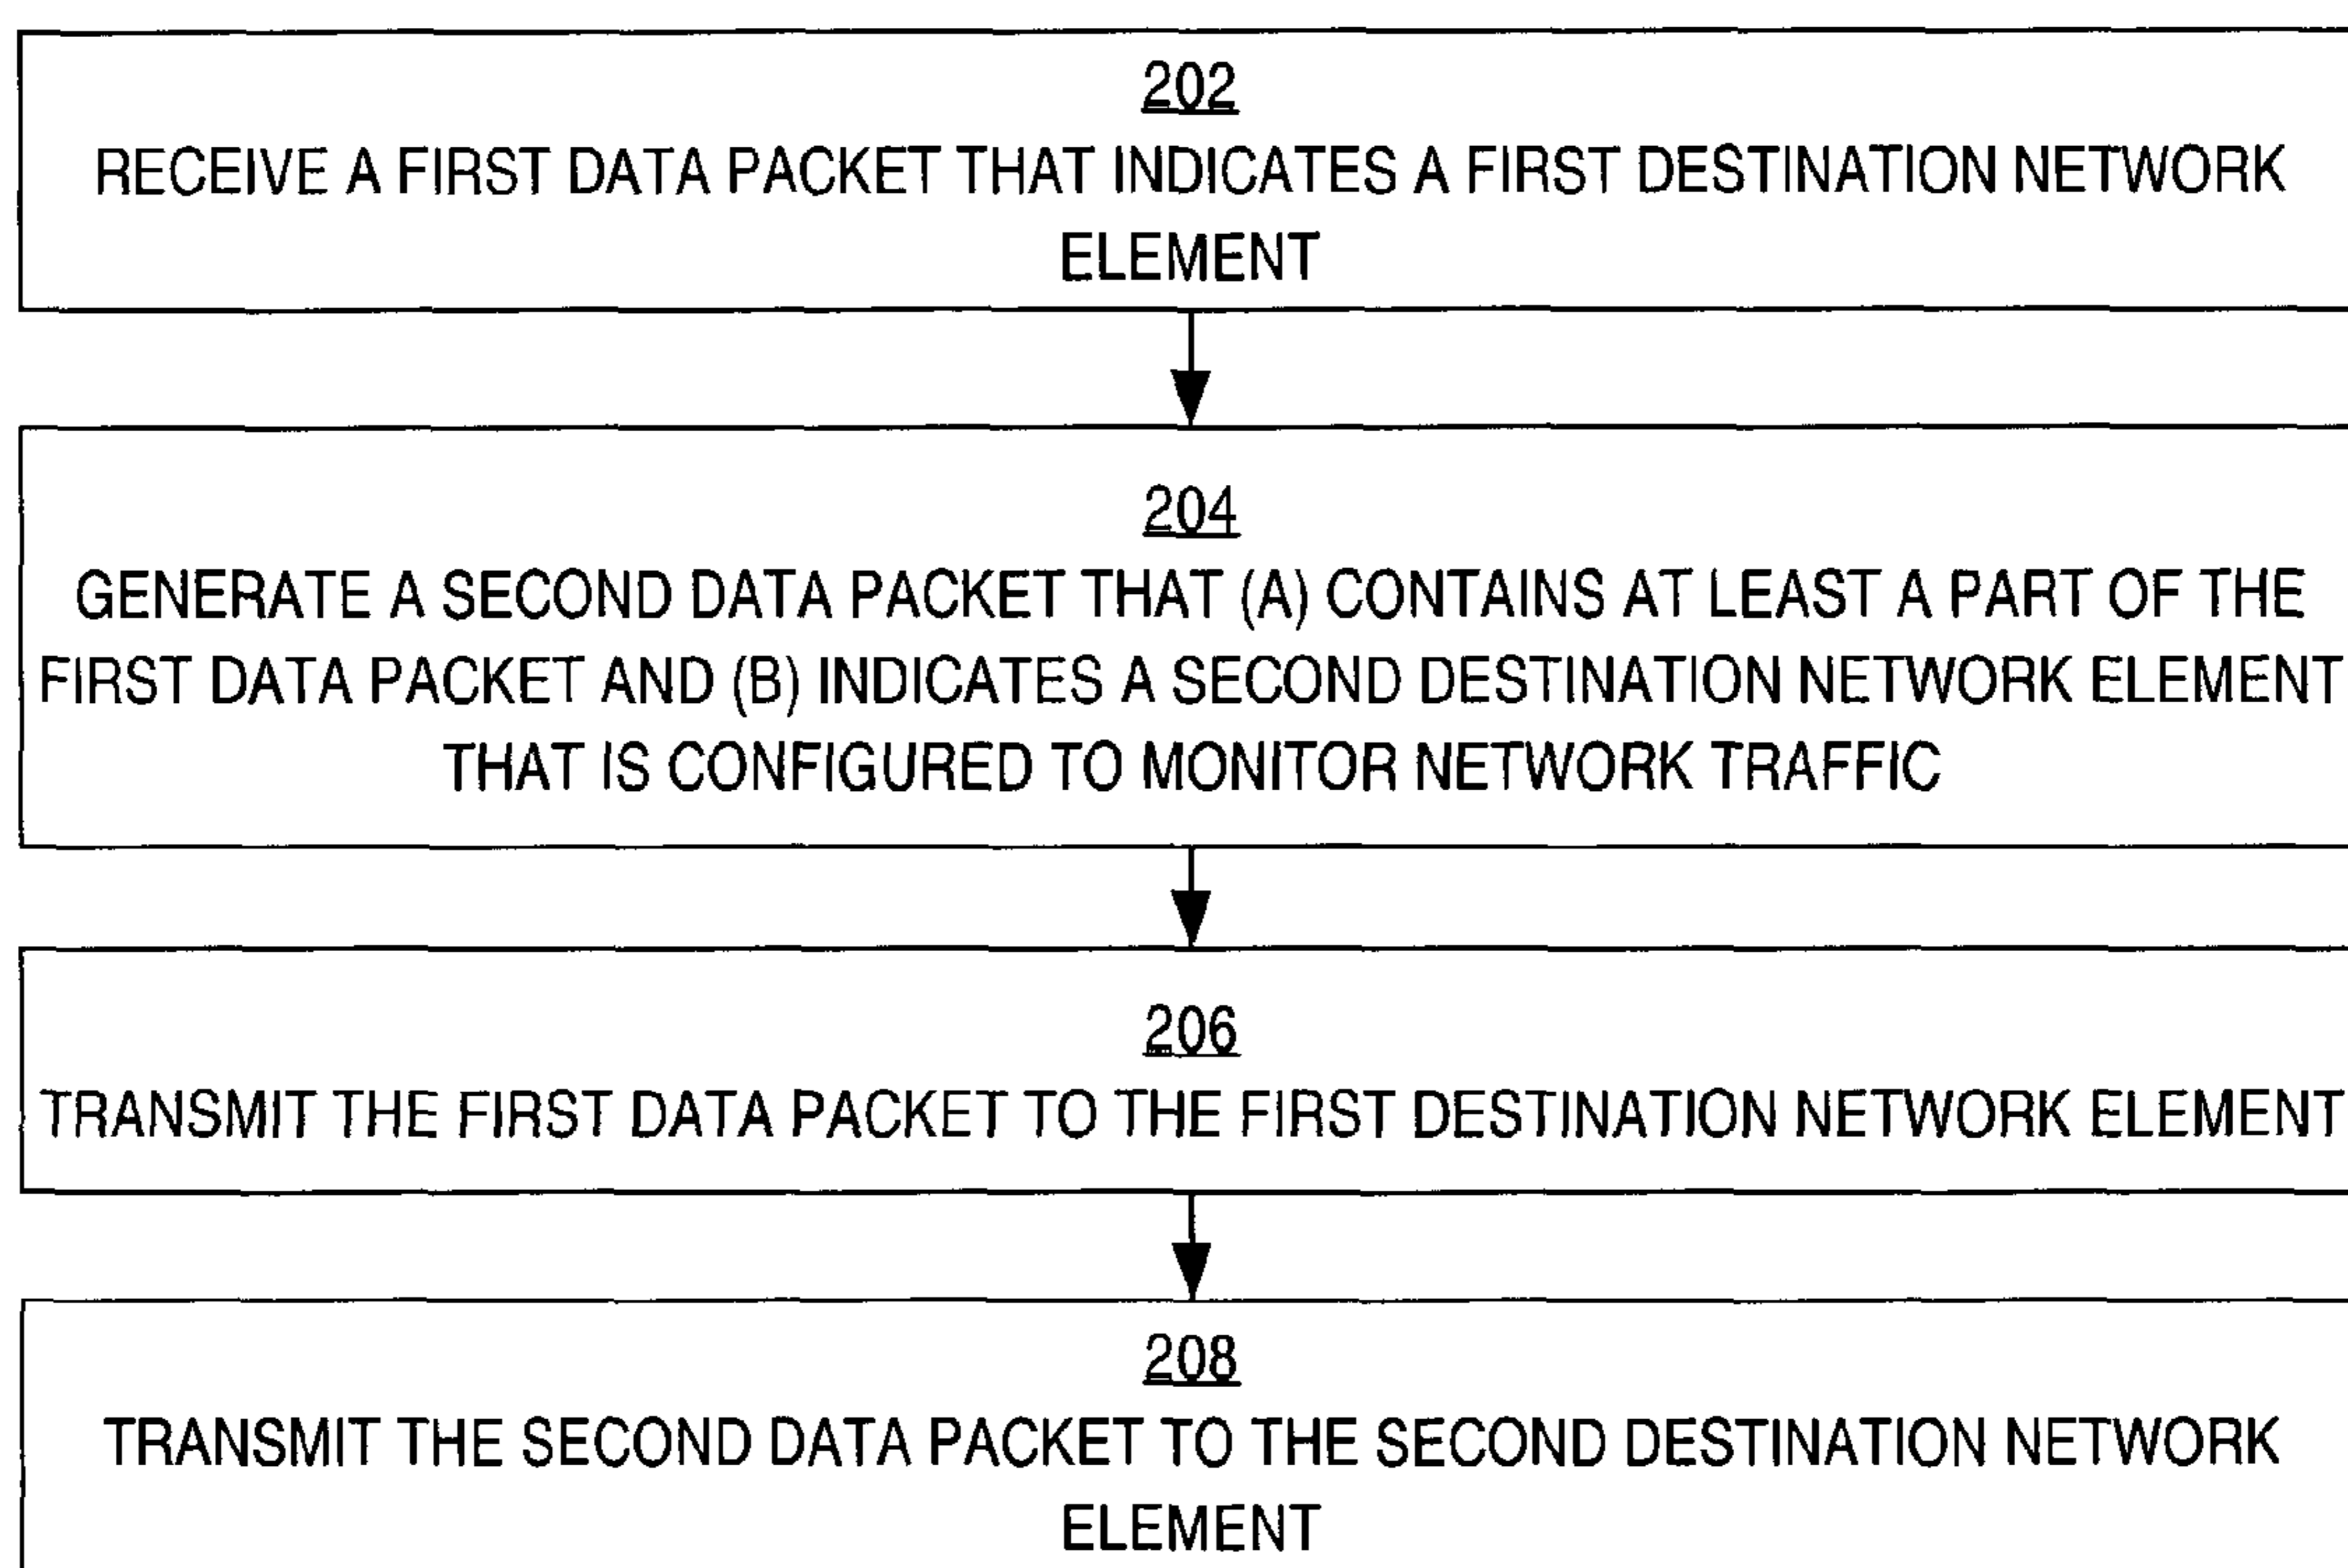 202
RECEIVE A FIRST DATA PACKET THAT INDICATES A FIRST DESTINATION NETWORK
ELEMENT
204
GENERATE A SECOND DATA PACKET THAT (A) CONTAINS AT LEAST A PART OF THE
FIRST DATA PACKET AND (B) INDICATES A SECOND DESTINATION NETWORK ELEMENT
THAT IS CONFIGURED TO MONITOR NETWORK TRAFFIC
206
TRANSMIT THE FIRST DATA PACKET TO THE FIRST DESTINATION NETWORK ELEMENT
208
TRANSMIT THE SECOND DATA PACKET TO THE SECOND DESTINATION NETWORK
ELEMENT